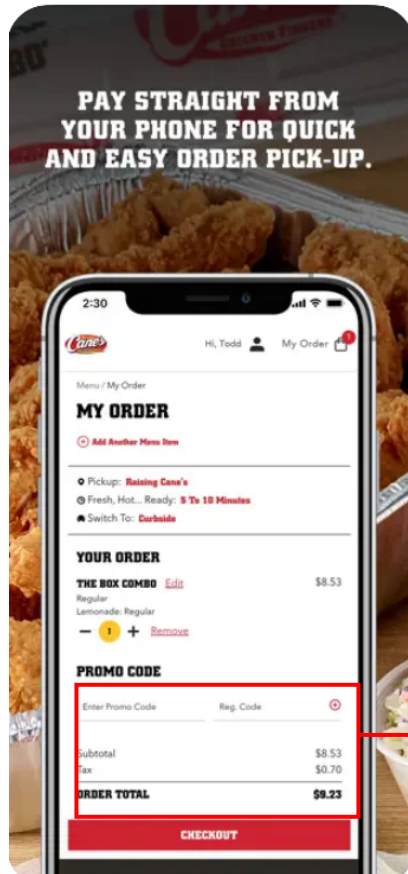 CHICKEN FINGERS
PAY STRAIGHT FROM
YOUR PHONE FOR QUICK
AND EASY ORDER PICK-UP.
2:30
Cane's
Hi, Todd
My Order
1
Menu / My Order
MY ORDER
Add Another Menu Item
Pickup: Raising Cane's
Fresh, Hot... Ready: 5 To 10 Minutes
Switch To: Curbside
YOUR ORDER
THE BOX COMBO Edit $8.53
Regular
Lemonade: Regular
− 1 + Remove
PROMO CODE
Enter Promo Code Reg. Code
Subtotal $8.53
Tax $0.70
ORDER TOTAL $9.23
CHECKOUT